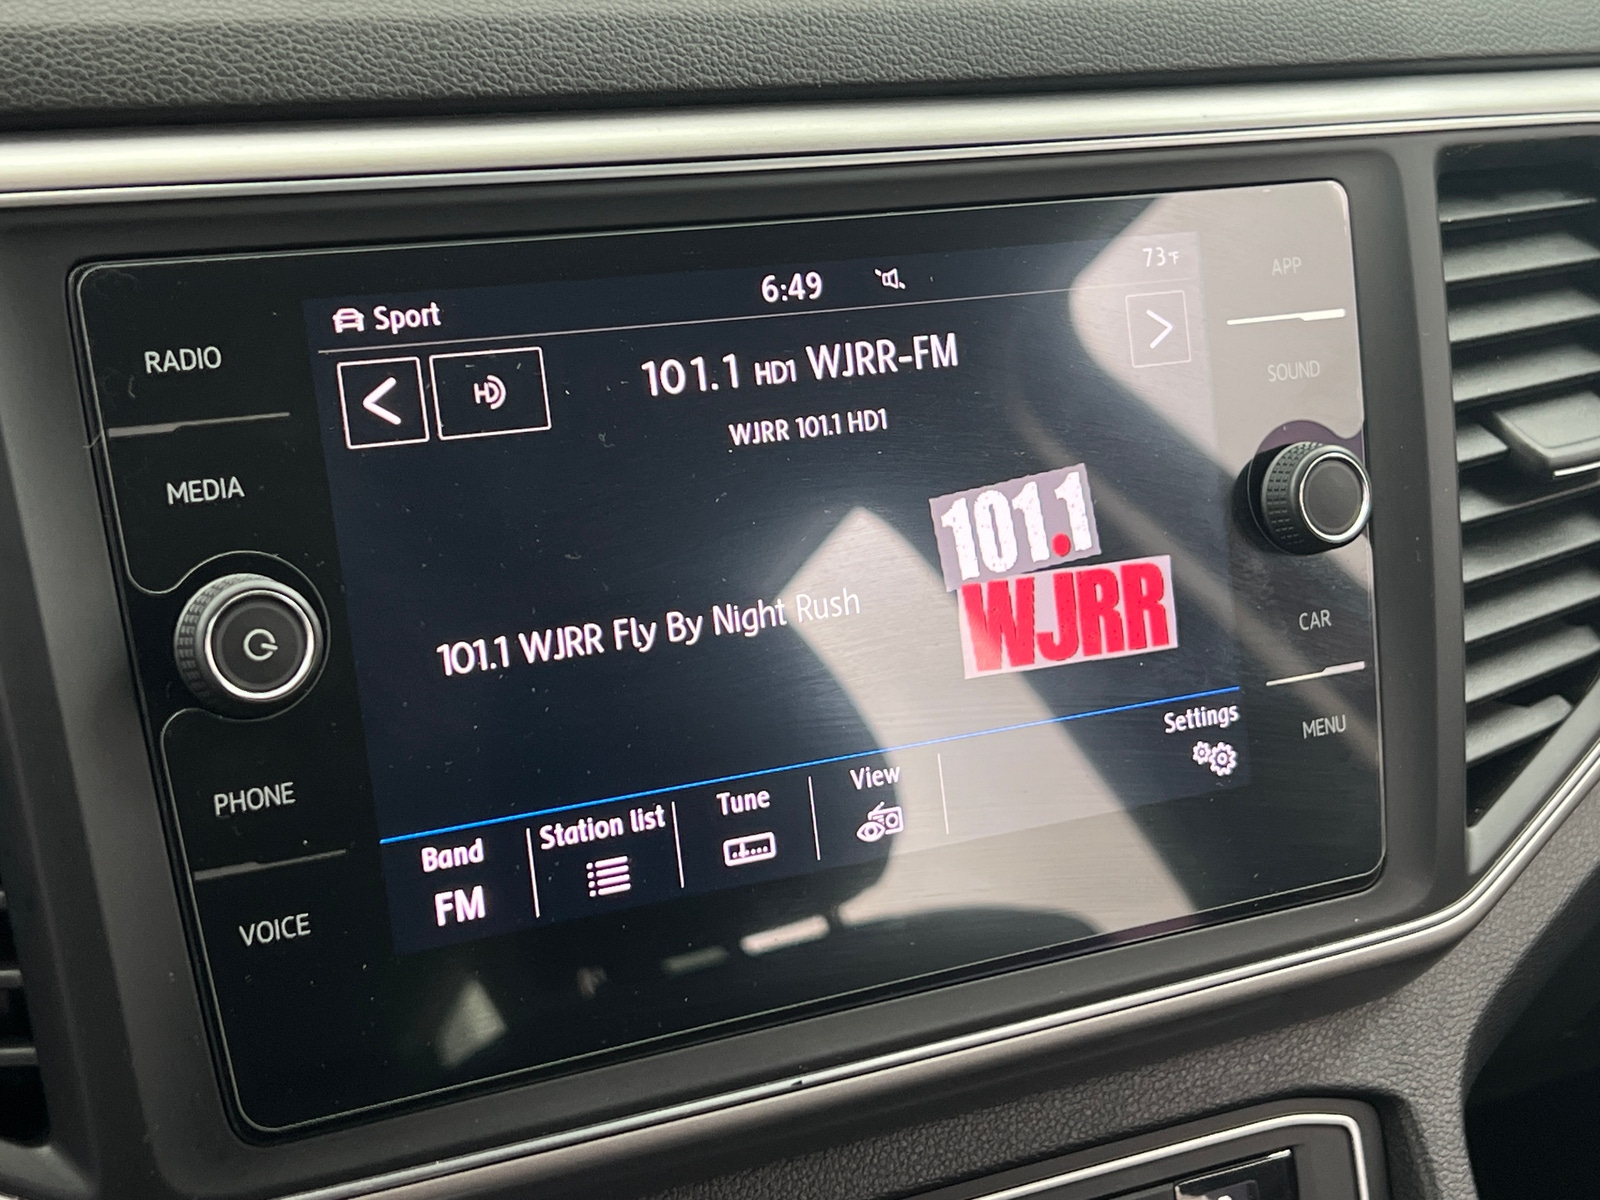 Sport
6:49
73°F
APP
RADIO
101.1 HD1 WJRR-FM
HD
SOUND
WJRR 101.1 HD1
MEDIA
101.1
WJRR
101.1 WJRR Fly By Night Rush
CAR
PHONE
Settings
MENU
Band
FM
Station list
Tune
View
VOICE